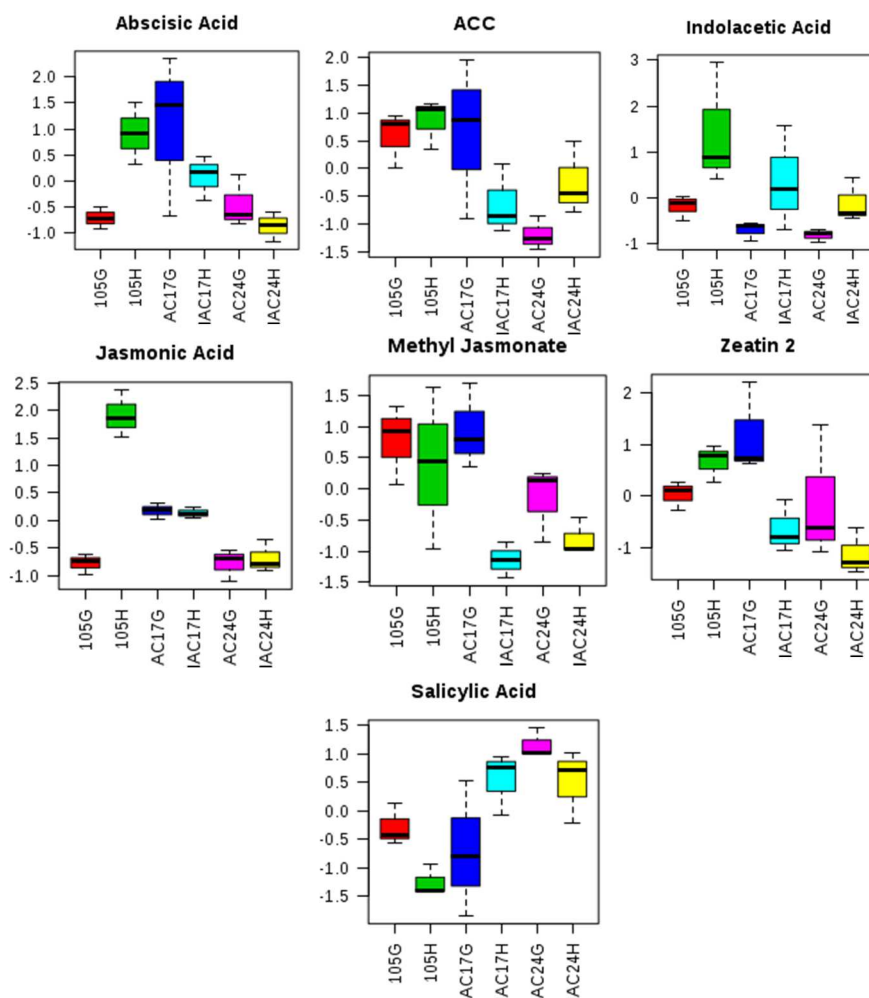 Abscisic Acid
2.0
1.5
1.0
0.5
0.0
-0.5
-1.0
105G
105H
AC17G
IAC17H
AC24G
IAC24H
ACC
2.0
1.5
1.0
0.5
0.0
-0.5
-1.0
-1.5
105G
105H
AC17G
IAC17H
AC24G
IAC24H
Indolacetic Acid
3
2
1
0
-1
105G
105H
AC17G
IAC17H
AC24G
IAC24H
Jasmonic Acid
2.5
2.0
1.5
1.0
0.5
0.0
-0.5
-1.0
105G
105H
AC17G
IAC17H
AC24G
IAC24H
Methyl Jasmonate
1.5
1.0
0.5
0.0
-0.5
-1.0
-1.5
105G
105H
AC17G
IAC17H
AC24G
IAC24H
Zeatin 2
2
1
0
-1
105G
105H
AC17G
IAC17H
AC24G
IAC24H
Salicylic Acid
1.5
1.0
0.5
0.0
-0.5
-1.0
-1.5
105G
105H
AC17G
AC17H
AC24G
AC24H